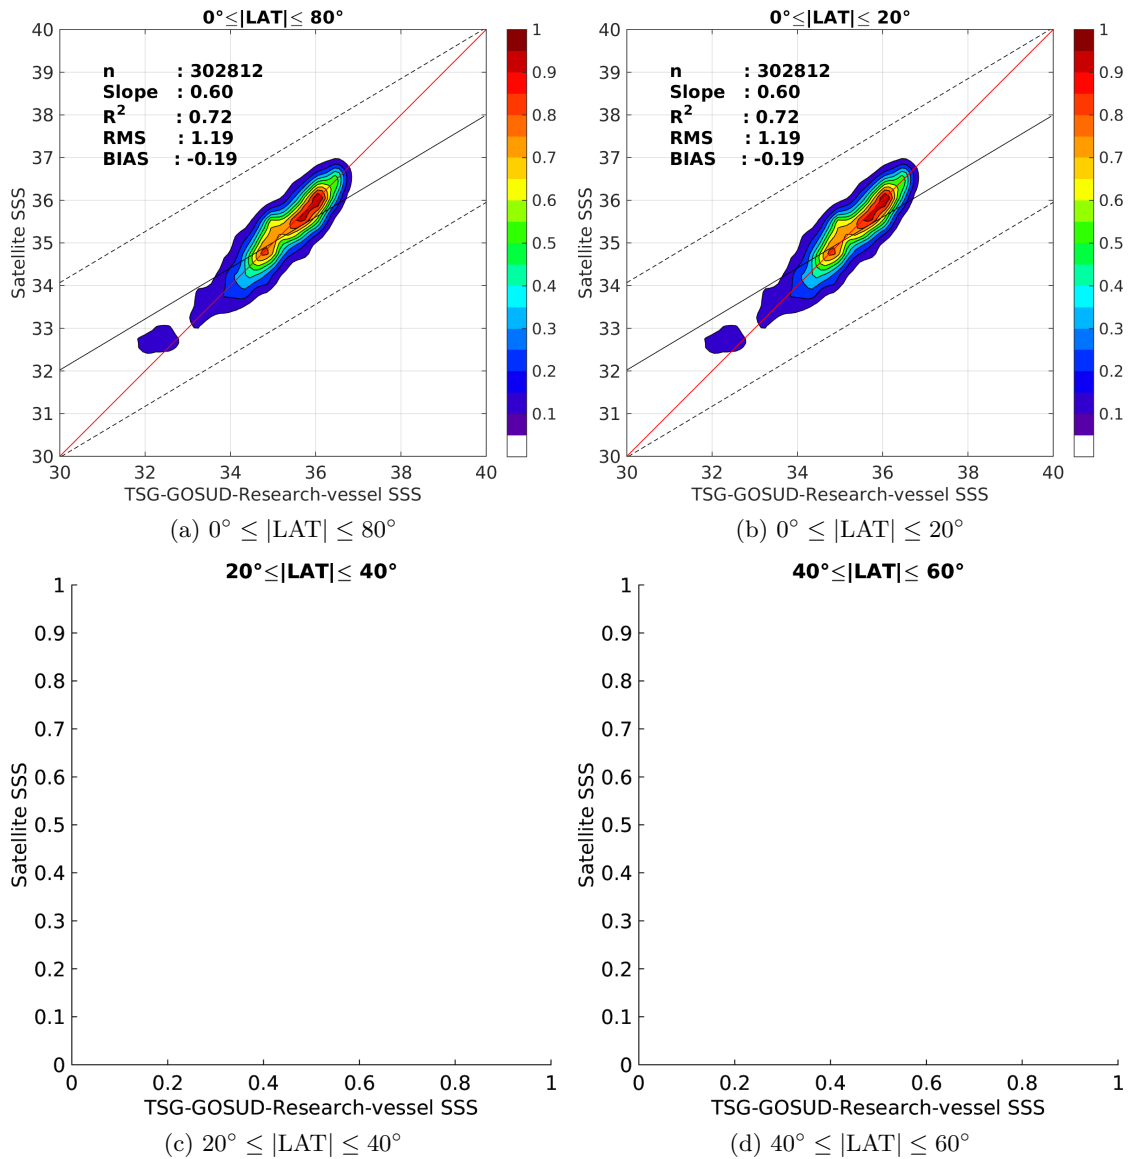 0°≤|LAT|≤ 80°
40
39
38
37
36
35
34
33
32
31
30
Satellite SSS
n : 302812
Slope : 0.60
R² : 0.72
RMS : 1.19
BIAS : -0.19
1
0.9
0.8
0.7
0.6
0.5
0.4
0.3
0.2
0.1
30 32 34 36 38 40
TSG-GOSUD-Research-vessel SSS
(a) 0° ≤ |LAT| ≤ 80°
0°≤|LAT|≤ 20°
40
39
38
37
36
35
34
33
32
31
30
Satellite SSS
n : 302812
Slope : 0.60
R² : 0.72
RMS : 1.19
BIAS : -0.19
1
0.9
0.8
0.7
0.6
0.5
0.4
0.3
0.2
0.1
30 32 34 36 38 40
TSG-GOSUD-Research-vessel SSS
(b) 0° ≤ |LAT| ≤ 20°
20°≤|LAT|≤ 40°
1
0.9
0.8
0.7
0.6
0.5
0.4
0.3
0.2
0.1
0
Satellite SSS
0 0.2 0.4 0.6 0.8 1
TSG-GOSUD-Research-vessel SSS
(c) 20° ≤ |LAT| ≤ 40°
40°≤|LAT|≤ 60°
1
0.9
0.8
0.7
0.6
0.5
0.4
0.3
0.2
0.1
0
Satellite SSS
0 0.2 0.4 0.6 0.8 1
TSG-GOSUD-Research-vessel SSS
(d) 40° ≤ |LAT| ≤ 60°